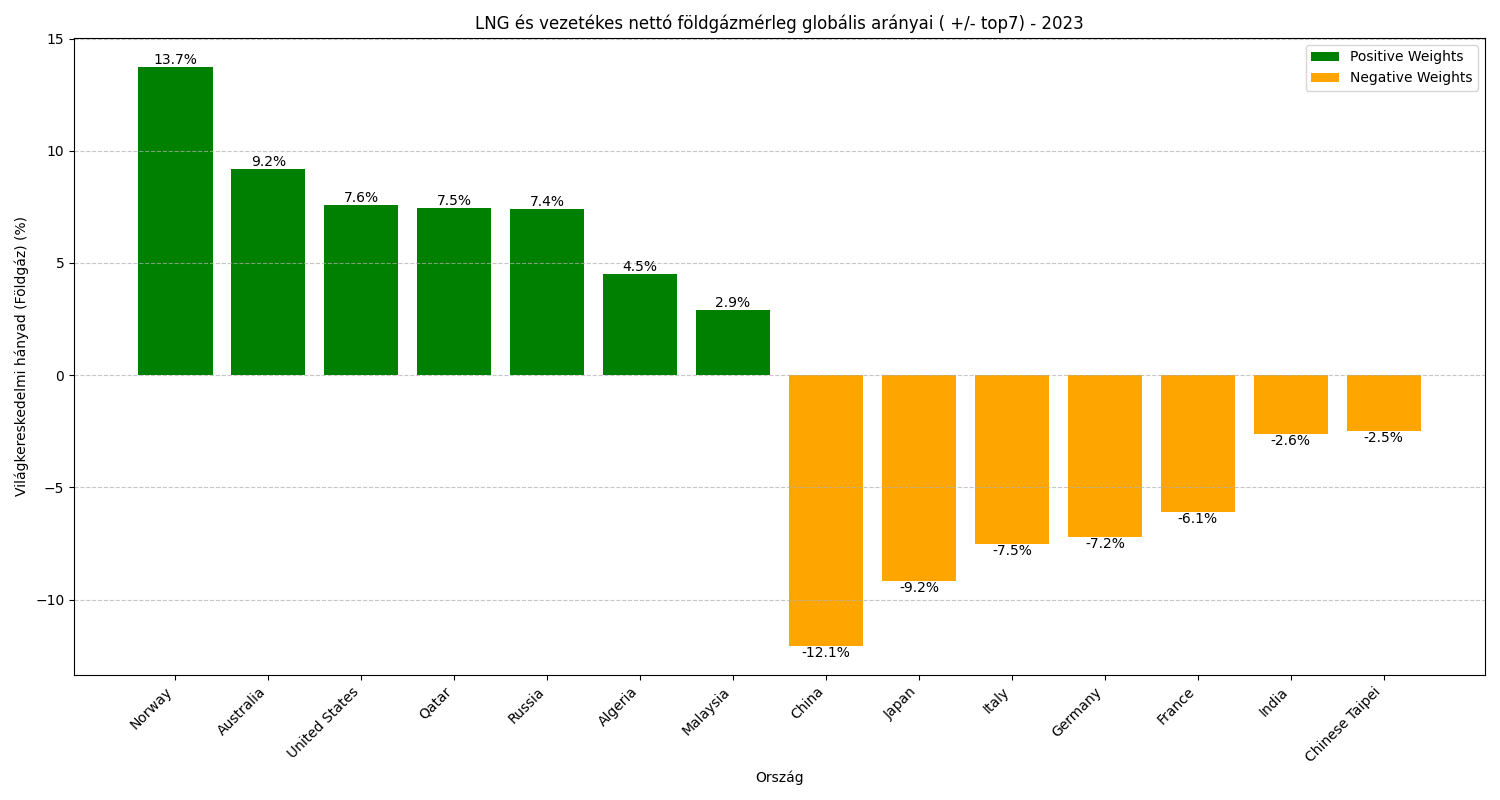 LNG és vezetékes nettó földgázmérleg globális arányai ( +/- top7) - 2023
Positive Weights
Negative Weights
Világkereskedelmi hányad (Földgáz) (%)
15
10
5
0
−5
−10
13.7%
9.2%
7.6%
7.5%
7.4%
4.5%
2.9%
-12.1%
-9.2%
-7.5%
-7.2%
-6.1%
-2.6%
-2.5%
Norway
Australia
United States
Qatar
Russia
Algeria
Malaysia
China
Japan
Italy
Germany
France
India
Chinese Taipei
Ország